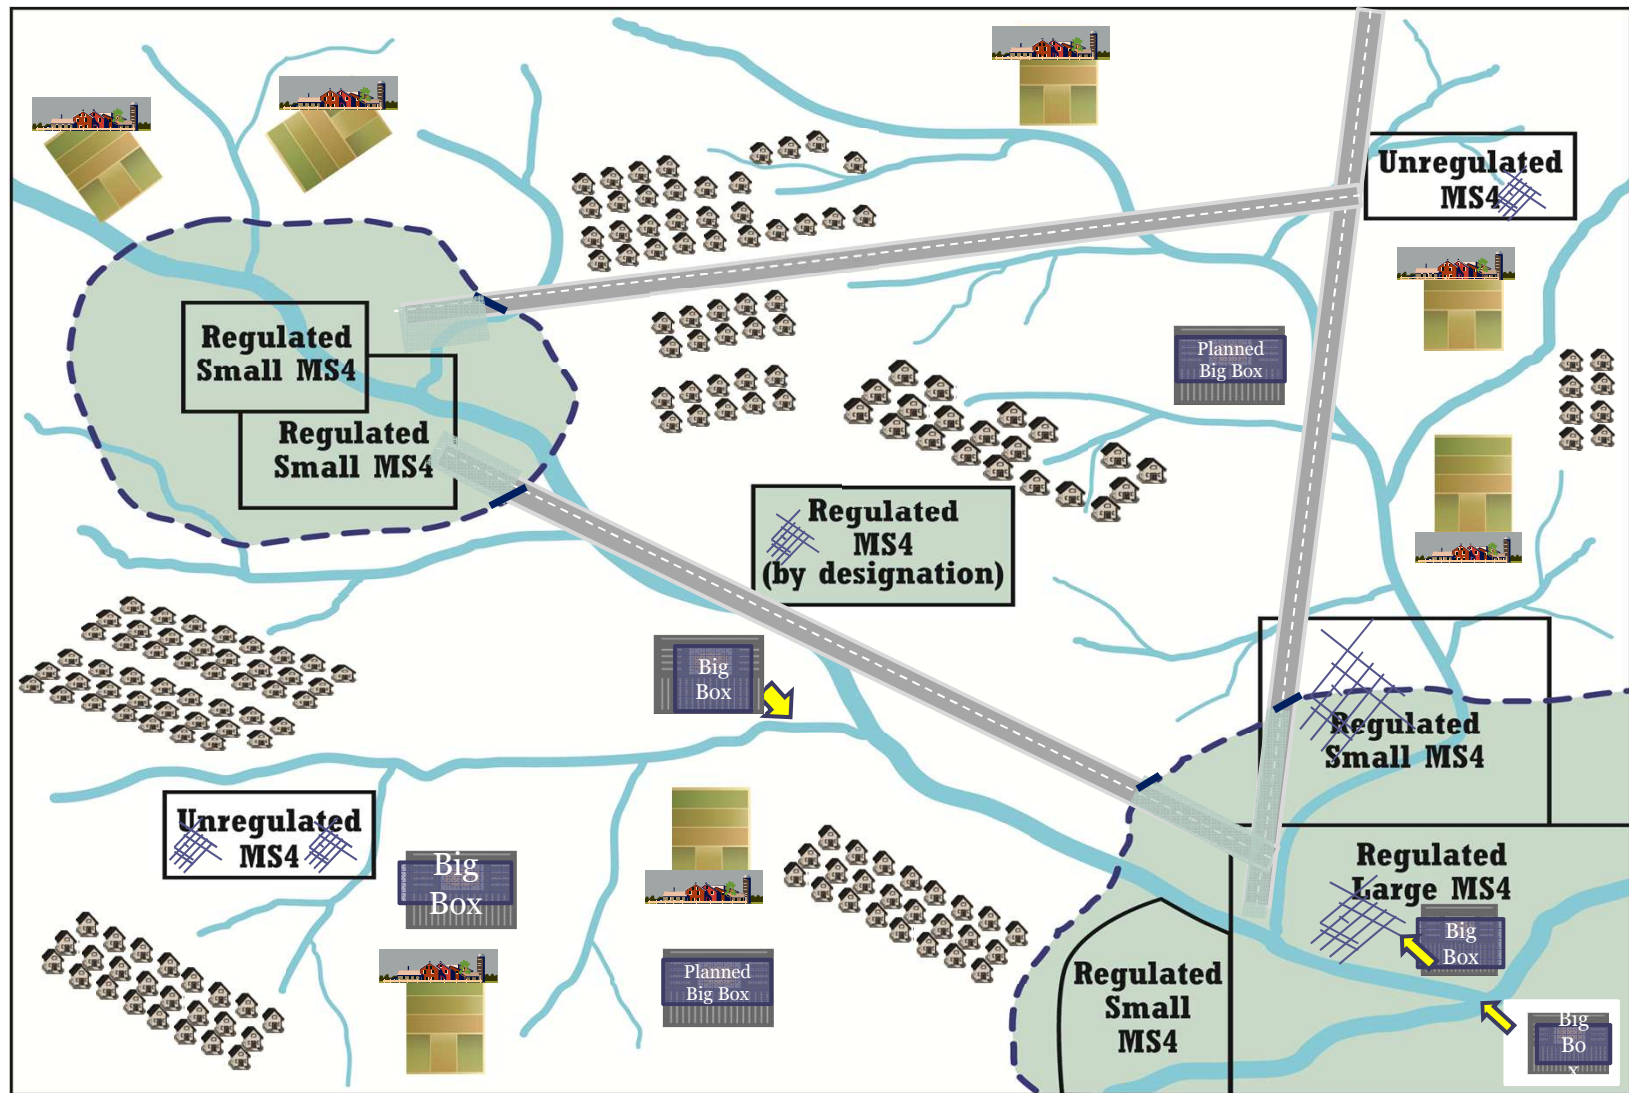 Unregulated
MS4
Regulated
Small MS4
Planned
Big Box
Regulated
Small MS4
Regulated
MS4
(by designation)
Big
Box
Regulated
Small MS4
Unregulated
MS4
Big
Box
Regulated
Large MS4
Big
Box
Planned
Big Box
Regulated
Small
MS4
Big
Bo
x